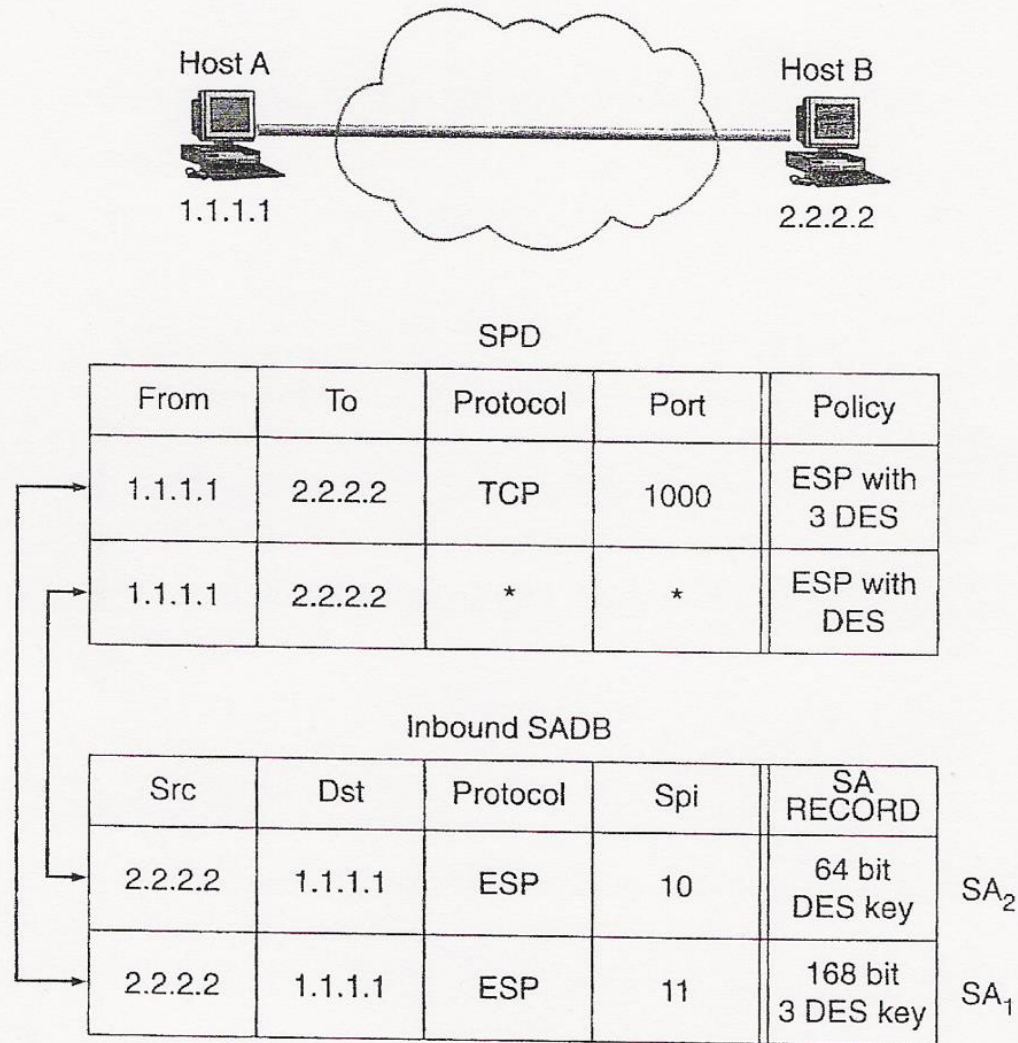 Host A
Host B
1.1.1.1
2.2.2.2
SPD
From To Protocol Port Policy
1.1.1.1 2.2.2.2 TCP 1000 ESP with
3 DES
1.1.1.1 2.2.2.2 * * ESP with
DES
Inbound SADB
Src Dst Protocol Spi SA
RECORD
2.2.2.2 1.1.1.1 ESP 10 64 bit
DES key
SA2
2.2.2.2 1.1.1.1 ESP 11 168 bit
3 DES key
SA1